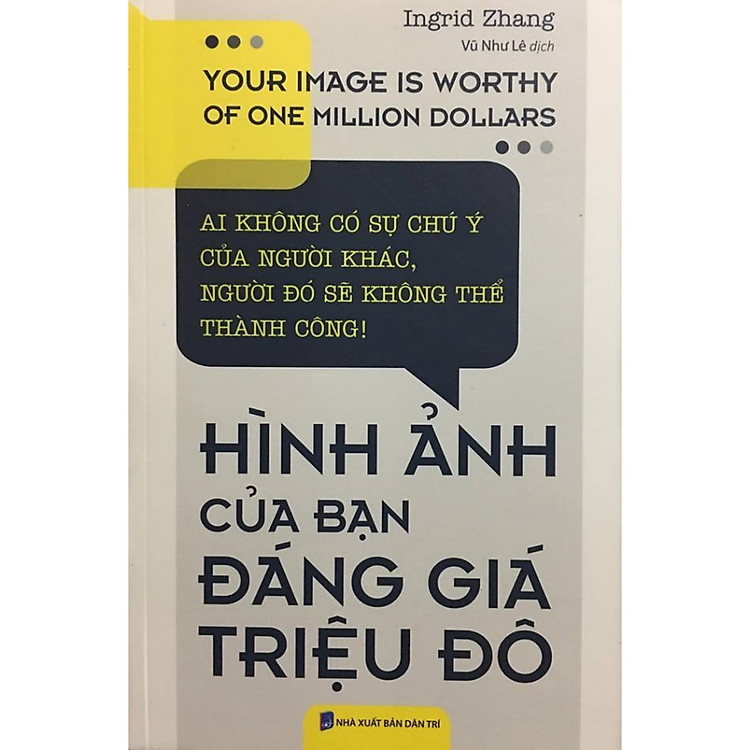 Ingrid Zhang
Vũ Như Lê dịch
YOUR IMAGE IS WORTHY
OF ONE MILLION DOLLARS
AI KHÔNG CÓ SỰ CHÚ Ý
CỦA NGƯỜI KHÁC,
NGƯỜI ĐÓ SẼ KHÔNG THỂ
THÀNH CÔNG!
HÌNH ẢNH
CỦA BẠN
ĐÁNG GIÁ
TRIỆU ĐÔ
NHÀ XUẤT BẢN DÂN TRÍ